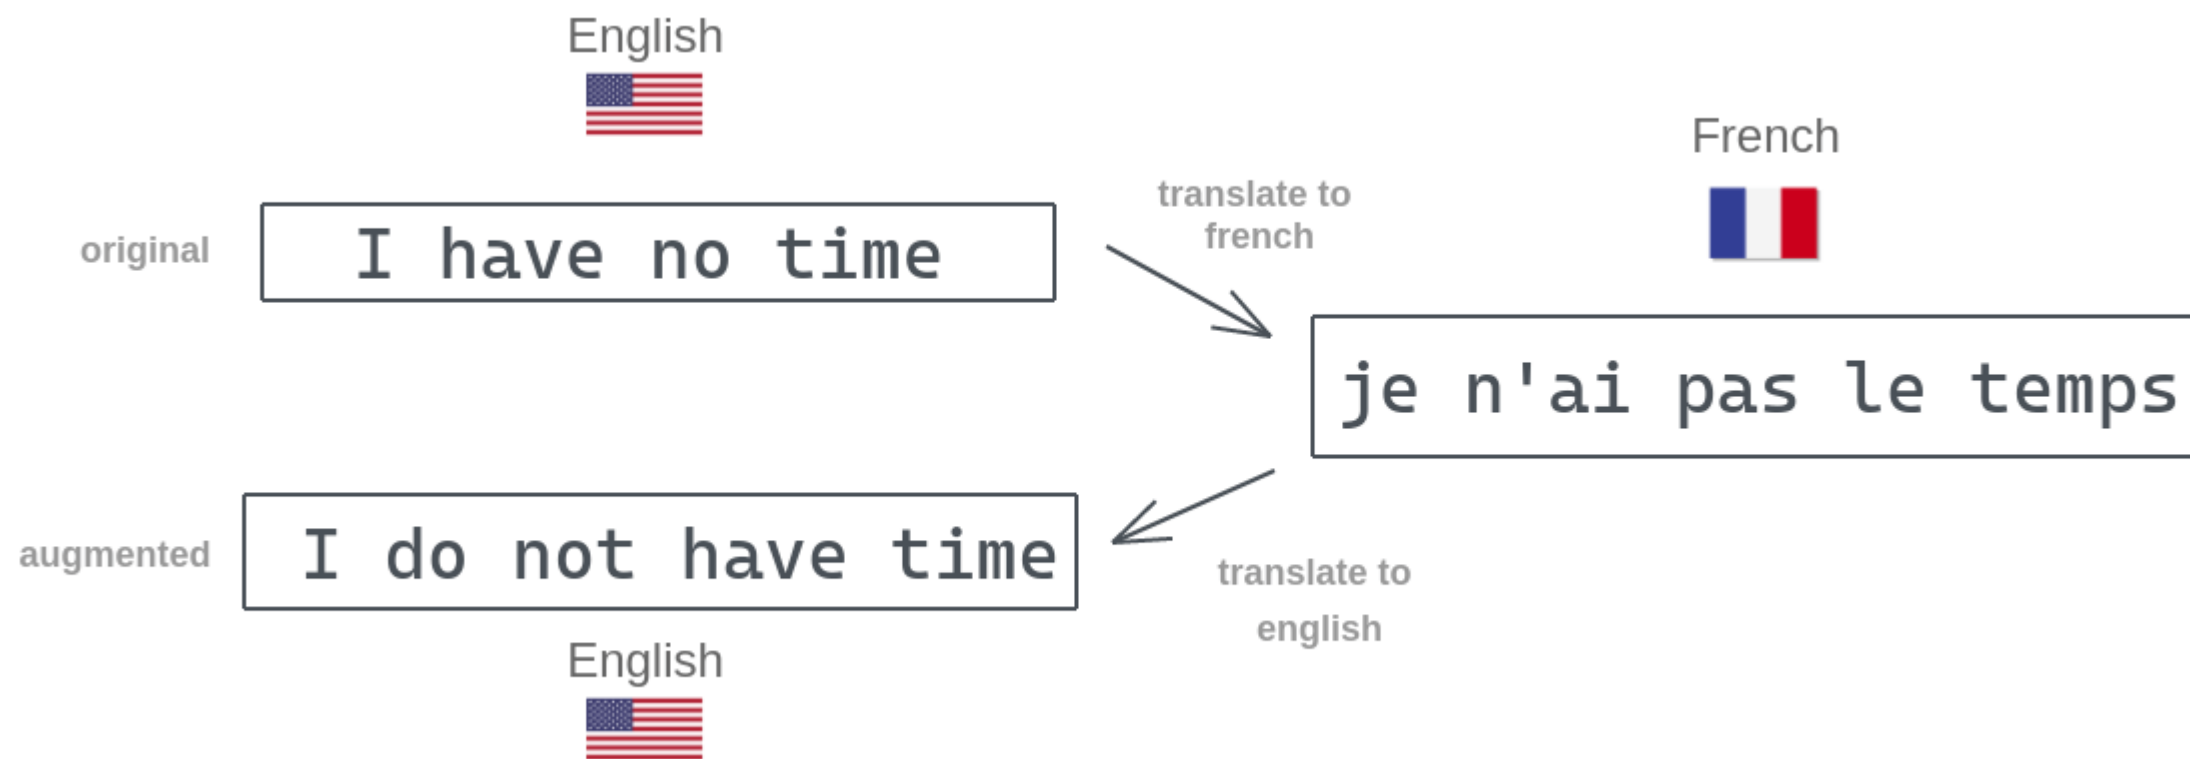 English
French
translate to
french
original
I have no time
je n'ai pas le temps
augmented
I do not have time
translate to
english
English